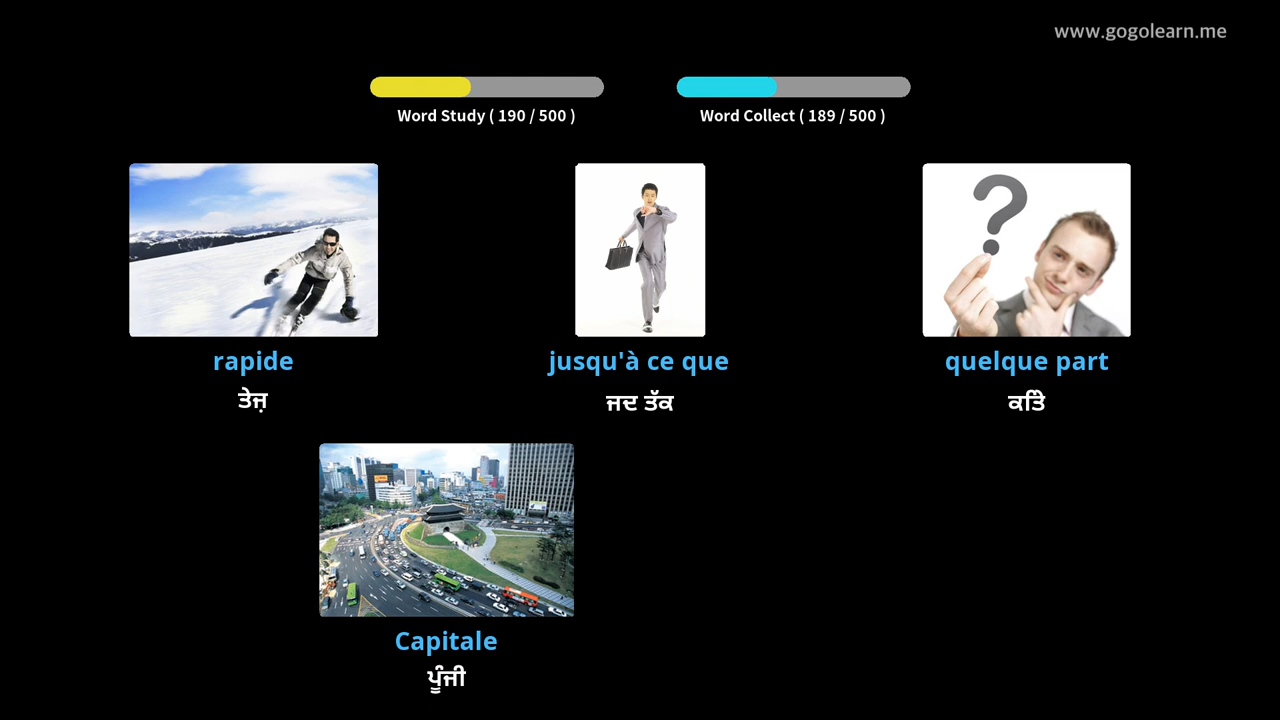 www.gogolearn.me
Word Study ( 190 / 500 )
Word Collect ( 189 / 500 )
rapide
jusqu'à ce que
quelque part
ਤੇਜ਼
ਜਦ ਤੱਕ
ਕਤਿੇ
Capitale
ਪੂੰਜੀ